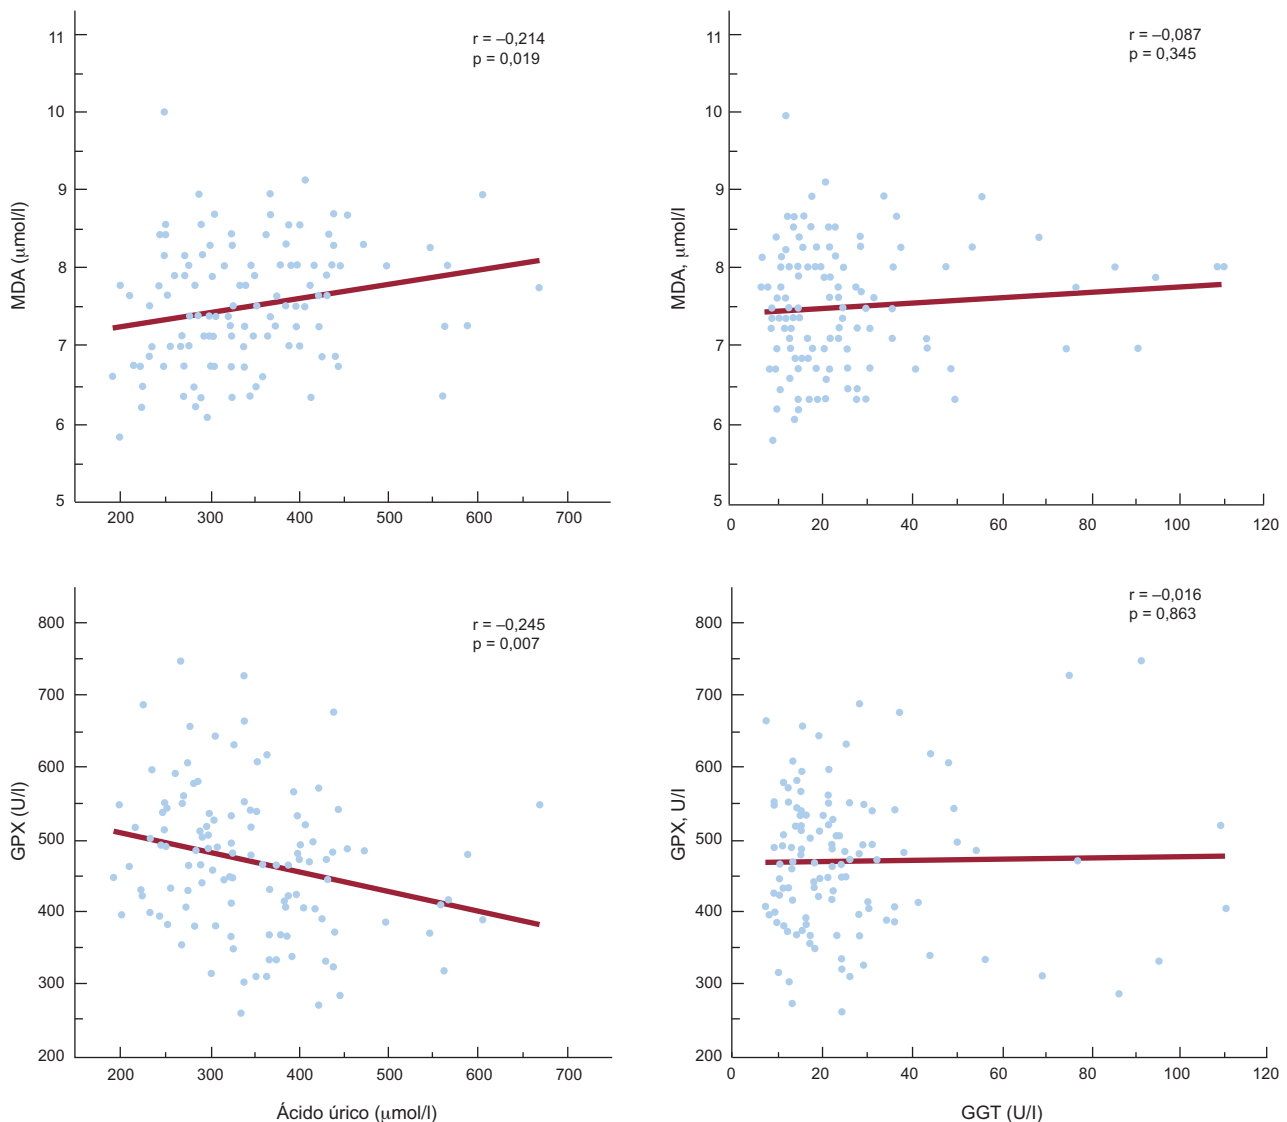 r = –0,214
p = 0,019
MDA (μmol/l)
11
10
9
8
7
6
5
200 300 400 500 600 700
r = –0,087
p = 0,345
MDA, μmol/l
11
10
9
8
7
6
5
0 20 40 60 80 100 120
r = –0,245
p = 0,007
GPX (U/l)
800
700
600
500
400
300
200
200 300 400 500 600 700
Ácido úrico (μmol/l)
r = –0,016
p = 0,863
GPX, U/l
800
700
600
500
400
300
200
0 20 40 60 80 100 120
GGT (U/l)